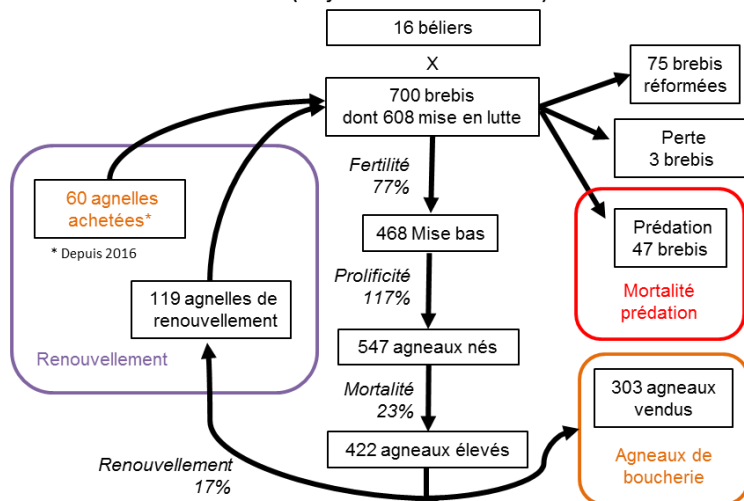 16 béliers
X
700 brebis
dont 608 mise en lutte
75 brebis
réformées
Perte
3 brebis
Prédation
47 brebis
Mortalité
prédation
Fertilité
77%
60 agnelles
achetées*
* Depuis 2016
468 Mise bas
119 agnelles de
renouvellement
Renouvellement
Prolificité
117%
547 agneaux nés
Mortalité
23%
422 agneaux élevés
303 agneaux
vendus
Agneaux de
boucherie
Renouvellement
17%